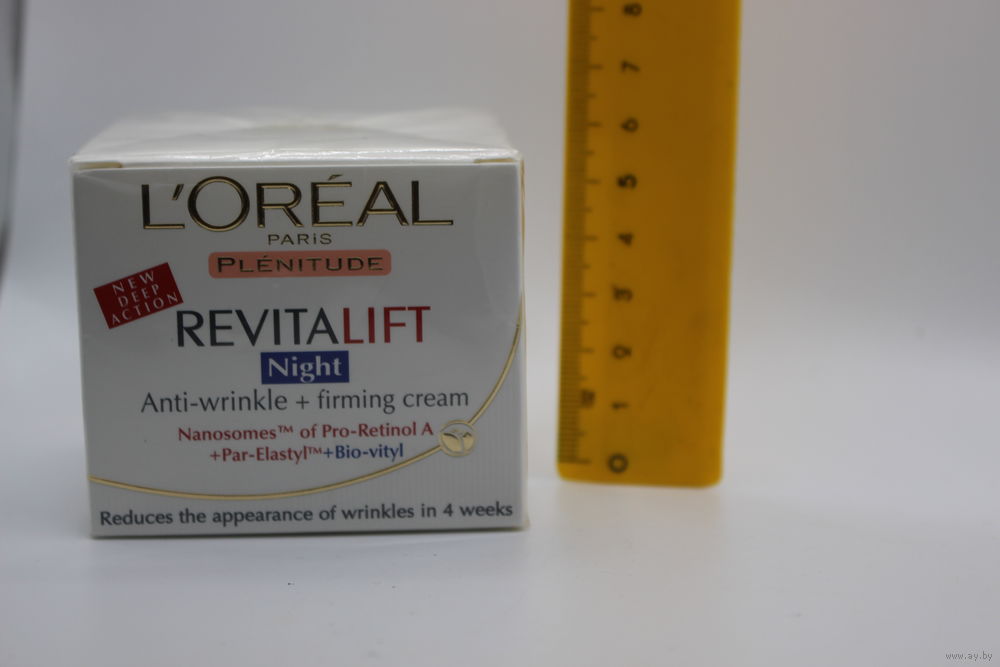 L'ORÉAL
PARIS
PLÉNITUDE
NEW
DEEP
ACTION
REVITALIFT
Night
Anti-wrinkle + firming cream
Nanosomes™ of Pro-Retinol A
+Par-Elastyl™+Bio-vityl
Reduces the appearance of wrinkles in 4 weeks
8
7
6
5
4
3
2
1
0
www.ay.by